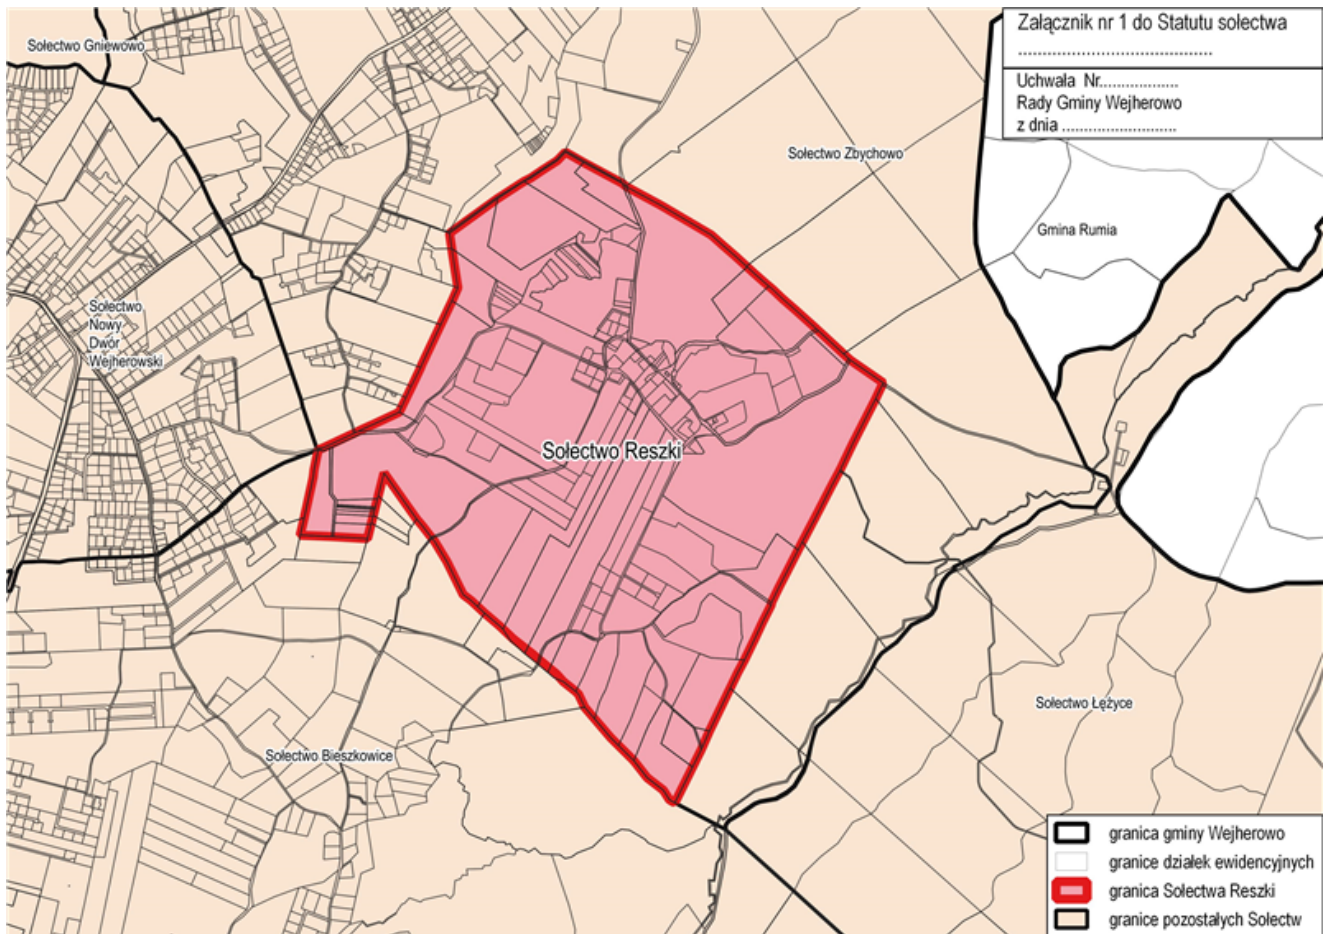 Załącznik nr 1 do Statutu sołectwa
..........................................
Uchwała Nr...................
Rady Gminy Wejherowo
z dnia ...........................
Sołectwo Gniewowo
Sołectwo Zbychowo
Gmina Rumia
Sołectwo
Nowy
Dwór
Wejherowski
Sołectwo Reszki
Sołectwo Łężyce
Sołectwo Bieszkowice
granica gminy Wejherowo
granice działek ewidencyjnych
granica Sołectwa Reszki
granice pozostałych Sołectw